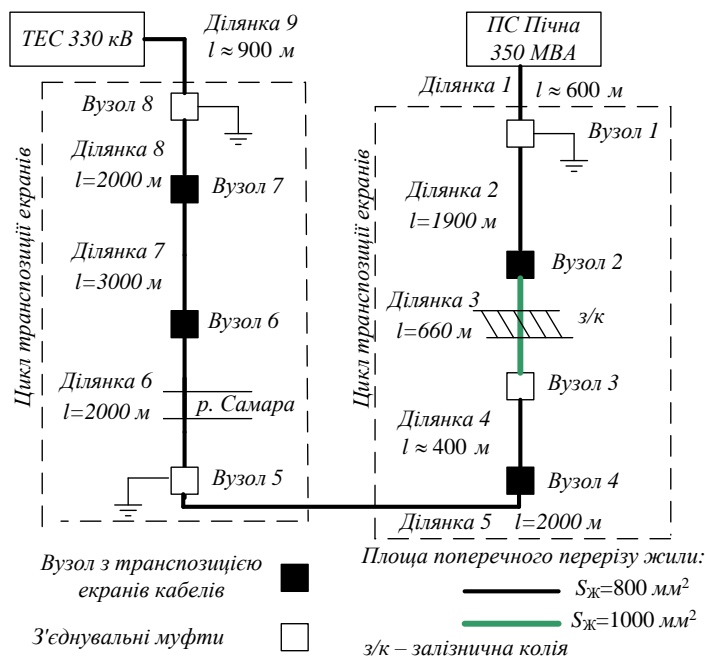 ТЕС 330 кВ
Ділянка 9
l ≈ 900 м
ПС Пічна
350 МВА
Ділянка 1
l ≈ 600 м
Цикл транспозиції екранів
Вузол 8
Ділянка 8
l=2000 м
Вузол 7
Ділянка 7
l=3000 м
Вузол 6
Ділянка 6
l=2000 м
р. Самара
Вузол 5
Цикл транспозиції екранів
Вузол 1
Ділянка 2
l=1900 м
Вузол 2
Ділянка 3
l=660 м
з/к
Вузол 3
Ділянка 4
l ≈ 400 м
Вузол 4
Ділянка 5 l=2000 м
Вузол з транспозицією
екранів кабелів
З'єднувальні муфти
Площа поперечного перерізу жили:
Sж=800 мм²
Sж=1000 мм²
з/к – залізнична колія